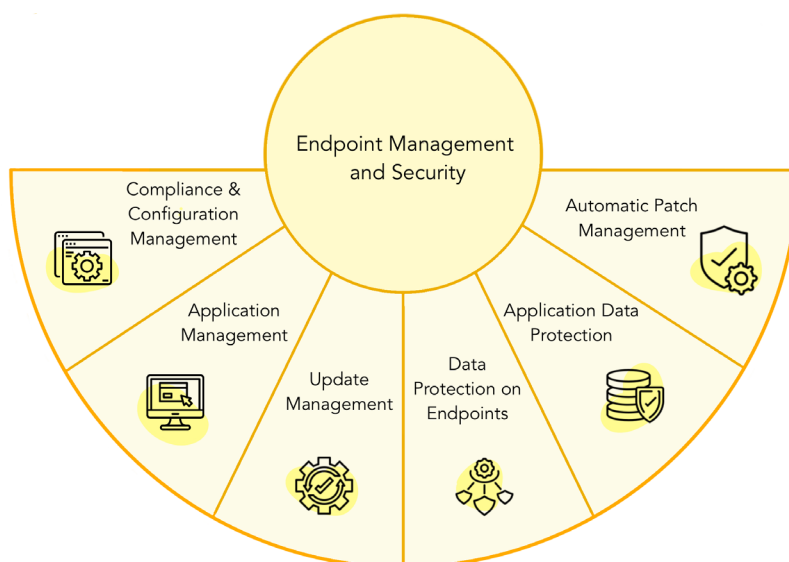 Endpoint Management
and Security
Compliance &
Configuration
Management
Application
Management
Update
Management
Data
Protection on
Endpoints
Application Data
Protection
Automatic Patch
Management